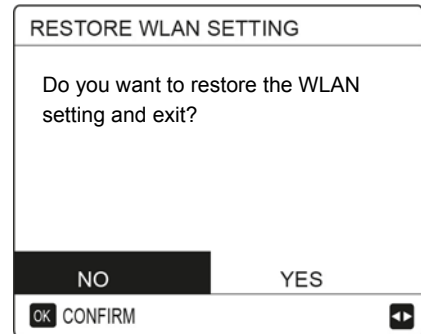 RESTORE WLAN SETTING
Do you want to restore the WLAN
setting and exit?
NO YES
OK CONFIRM